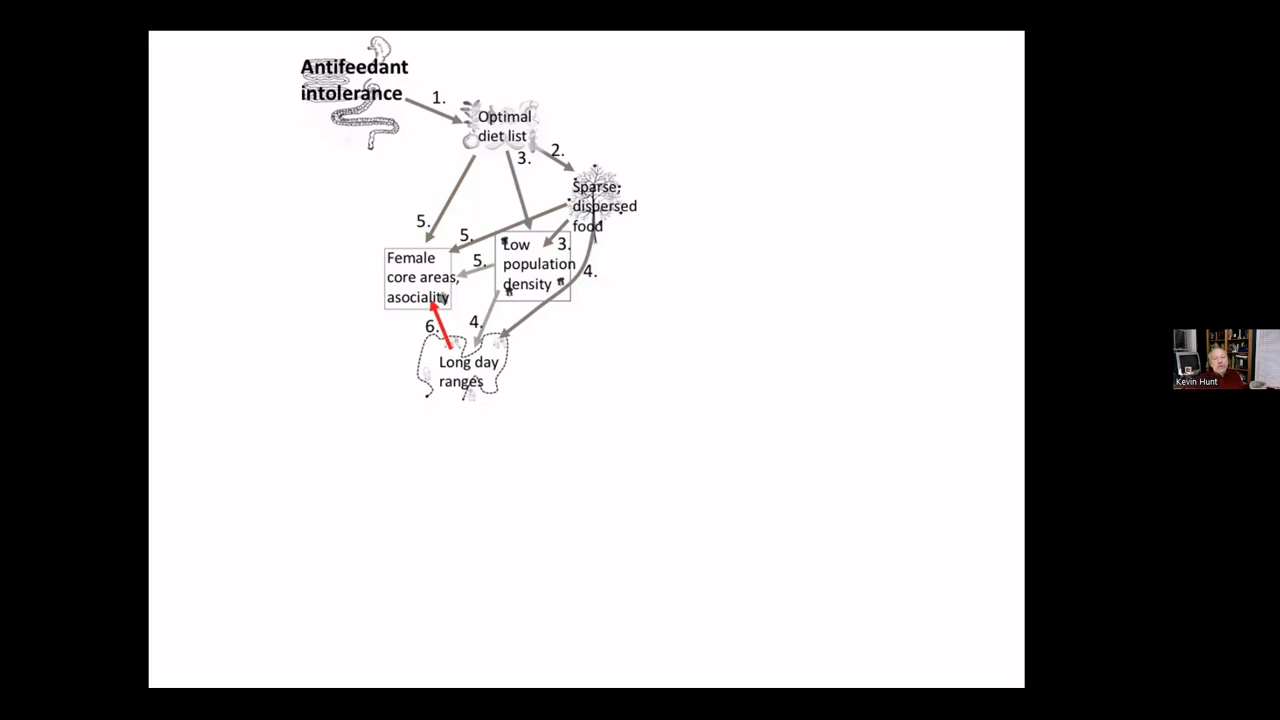 Antifeedant
intolerance
1.
Optimal
diet list
2.
3.
Sparse,
dispersed
food
5.
5.
Low
population
density
3.
Female
core areas,
asociality
5.
4.
6.
4.
Long day
ranges
Kevin Hunt